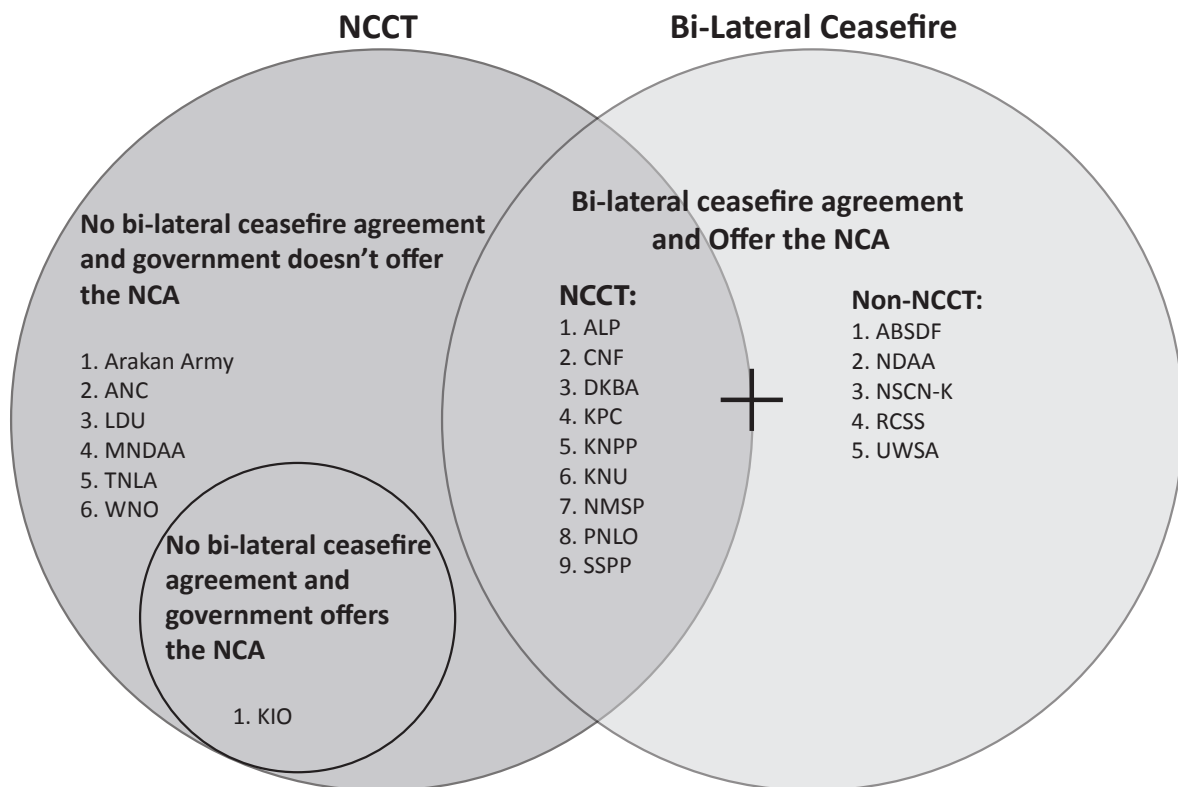 NCCT
Bi-Lateral Ceasefire
No bi-lateral ceasefire agreement
and government doesn't offer
the NCA
1. Arakan Army
2. ANC
3. LDU
4. MNDAA
5. TNLA
6. WNO
No bi-lateral ceasefire
agreement and
government offers
the NCA
1. KIO
Bi-lateral ceasefire agreement
and Offer the NCA
NCCT:
1. ALP
2. CNF
3. DKBA
4. KPC
5. KNPP
6. KNU
7. NMSP
8. PNLO
9. SSPP
+
Non-NCCT:
1. ABSDF
2. NDAA
3. NSCN-K
4. RCSS
5. UWSA